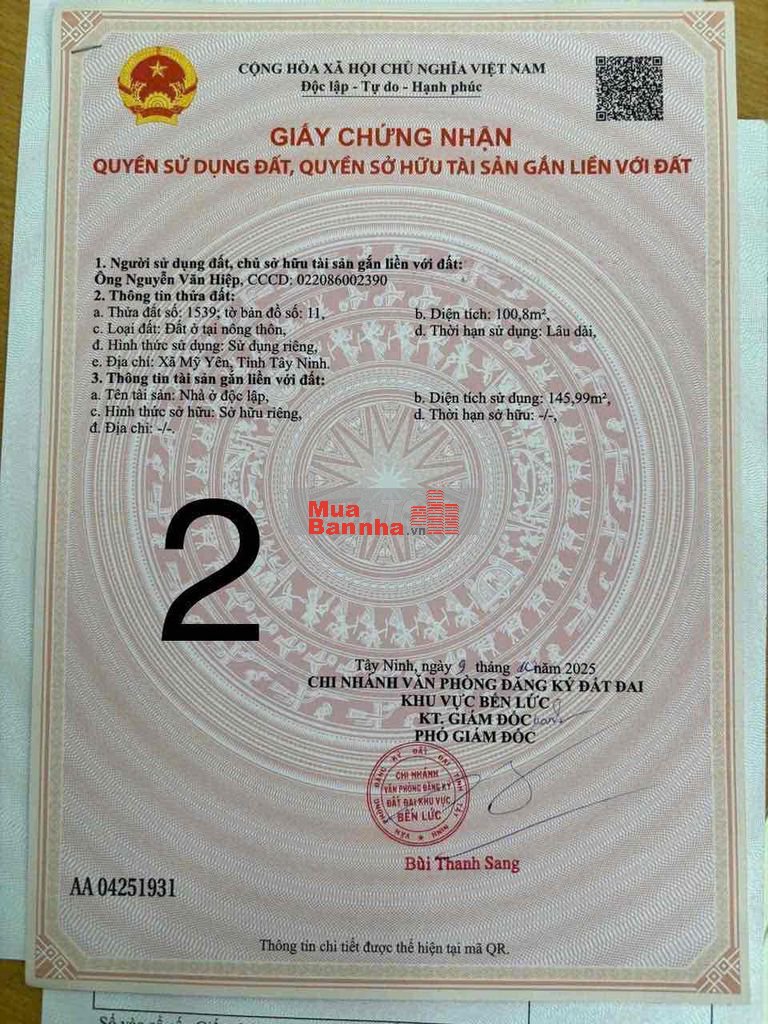 CỘNG HÒA XÃ HỘI CHỦ NGHĨA VIỆT NAM
Độc lập - Tự do - Hạnh phúc
GIẤY CHỨNG NHẬN
QUYỀN SỬ DỤNG ĐẤT, QUYỀN SỞ HỮU TÀI SẢN GẮN LIỀN VỚI ĐẤT
1. Người sử dụng đất, chủ sở hữu tài sản gắn liền với đất:
Ông Nguyễn Văn Hiệp, CCCD: 022086002390
2. Thông tin thửa đất:
a. Thửa đất số: 1539; tờ bản đồ số: 11, b. Diện tích: 100,8m²,
c. Loại đất: Đất ở tại nông thôn, d. Thời hạn sử dụng: Lâu dài,
đ. Hình thức sử dụng: Sử dụng riêng,
e. Địa chỉ: Xã Mỹ Yên, Tỉnh Tây Ninh.
3. Thông tin tài sản gắn liền với đất:
a. Tên tài sản: Nhà ở độc lập, b. Diện tích sử dụng: 145,99m²,
c. Hình thức sở hữu: Sở hữu riêng, d. Thời hạn sở hữu: -/-,
đ. Địa chỉ: -/-.
Mua
Bannha.vn
2
Tây Ninh, ngày 9 tháng năm 2025
CHI NHÁNH VĂN PHÒNG ĐĂNG KÝ ĐẤT ĐAI
KHU VỰC BẾN LỨC
KT. GIÁM ĐỐC
PHÓ GIÁM ĐỐC
CHI NHÁNH
VĂN PHÒNG ĐĂNG KÝ
ĐẤT ĐAI KHU VỰC
BẾN LỨC
Bùi Thanh Sang
AA 04251931
Thông tin chi tiết được thể hiện tại mã QR.